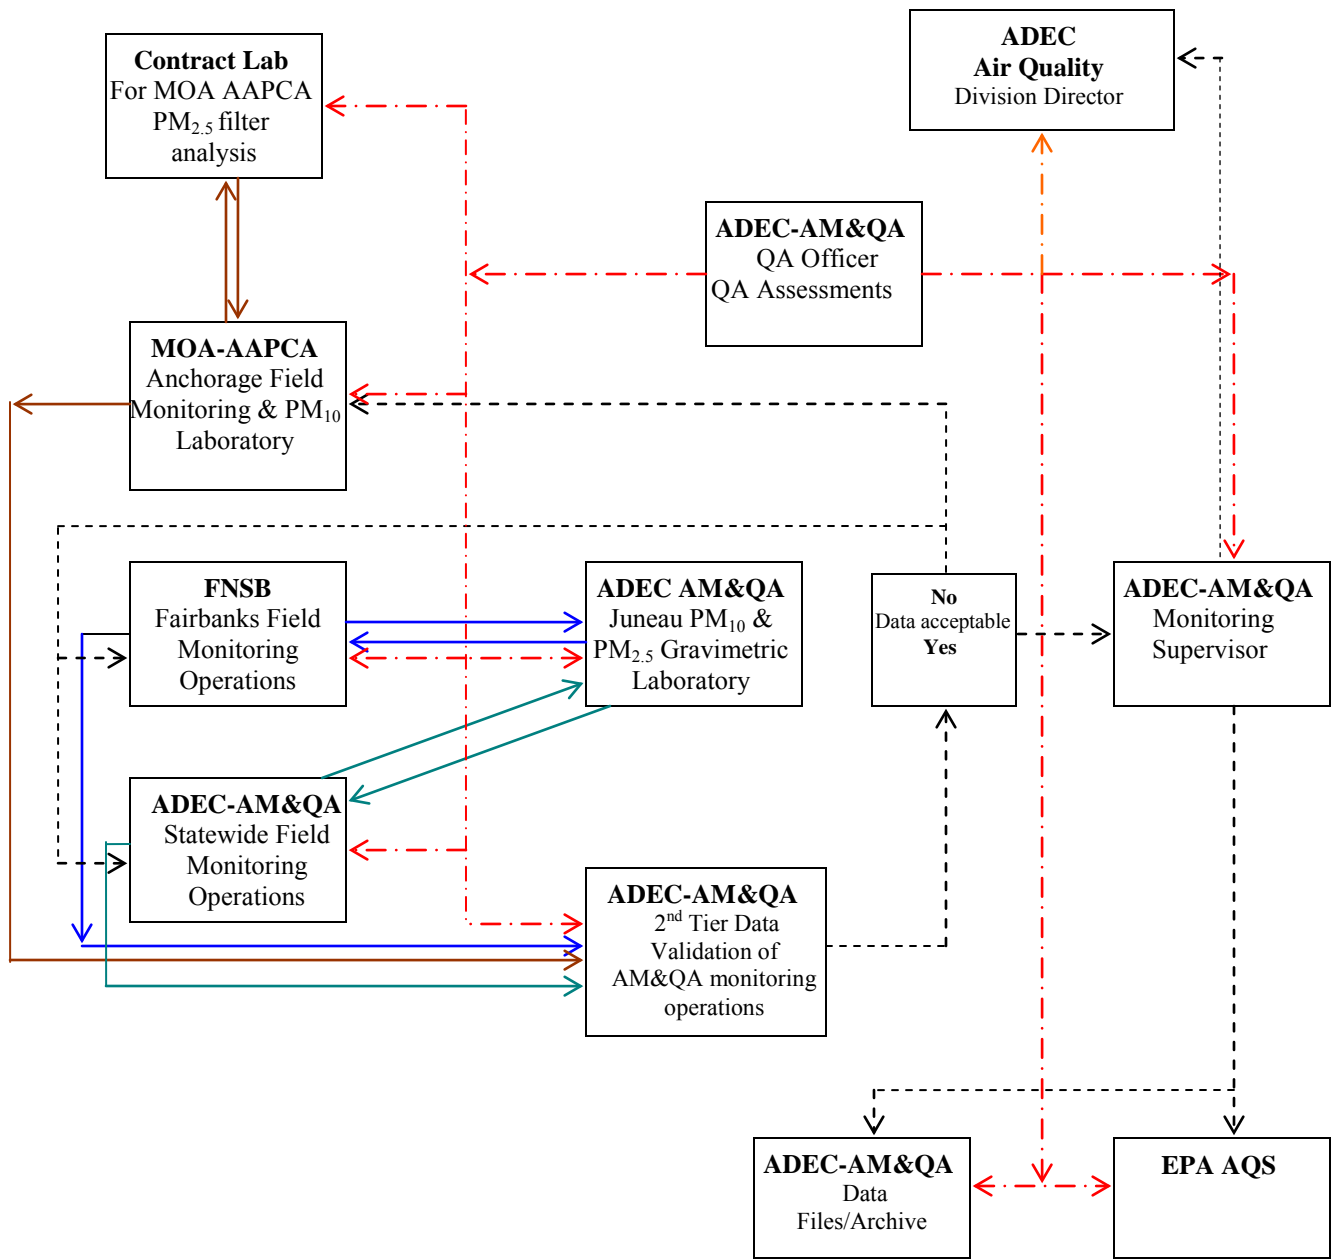 Contract Lab
For MOA AAPCA
PM2.5 filter
analysis
ADEC
Air Quality
Division Director
ADEC-AM&QA
QA Officer
QA Assessments
MOA-AAPCA
Anchorage Field
Monitoring & PM10
Laboratory
FNSB
Fairbanks Field
Monitoring
Operations
ADEC AM&QA
Juneau PM10 &
PM2.5 Gravimetric
Laboratory
No
Data acceptable
Yes
ADEC-AM&QA
Monitoring
Supervisor
ADEC-AM&QA
Statewide Field
Monitoring
Operations
ADEC-AM&QA
2nd Tier Data
Validation of
AM&QA monitoring
operations
ADEC-AM&QA
Data
Files/Archive
EPA AQS